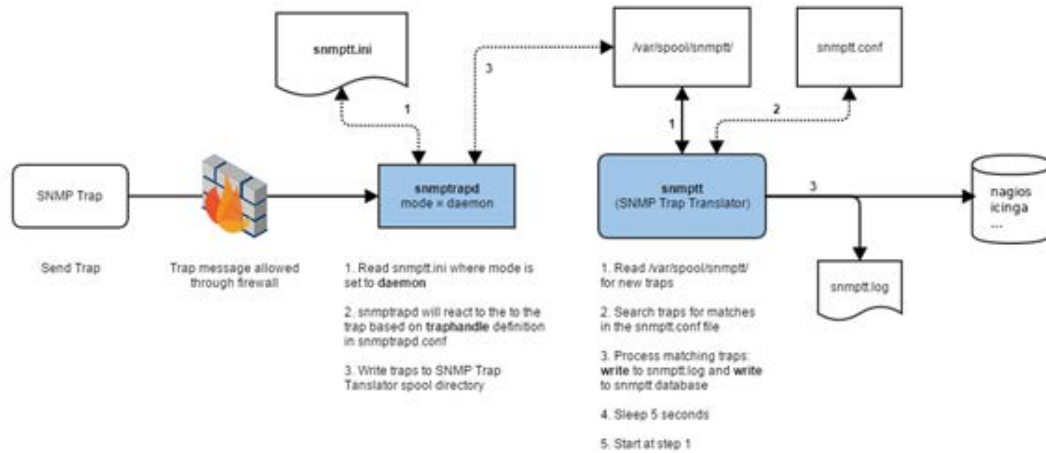 snmptt.ini
/var/spool/snmptt/
snmptt.conf
3
1
1
2
SNMP Trap
snmptrapd
mode = daemon
snmptt
(SNMP Trap Translator)
3
nagios
icinga
...
Send Trap
Trap message allowed
through firewall
1. Read snmptt.ini where mode is
set to daemon
2. snmptrapd will react to the to the
trap based on traphandle definition
in snmptrapd.conf
3. Write traps to SNMP Trap
Tanslator spool directory
1. Read /var/spool/snmptt/
for new traps
2. Search traps for matches
in the snmptt.conf file
3. Process matching traps:
write to snmptt.log and write
to snmptt database
4. Sleep 5 seconds
5. Start at step 1
snmptt.log